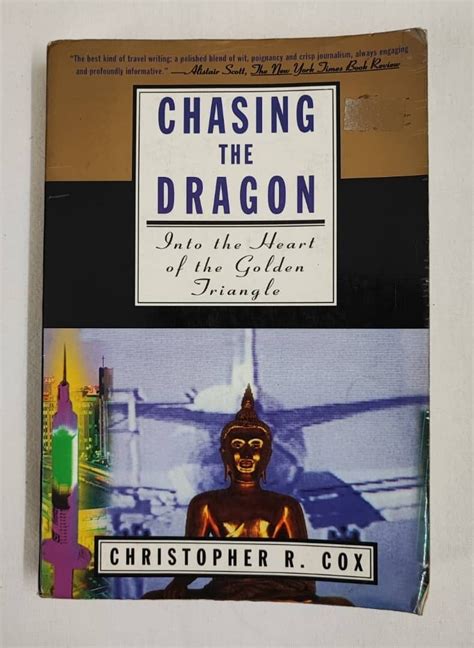 "The best kind of travel writing; a polished blend of wit, poignancy and crisp journalism, always engaging
and profoundly informative." —Alistair Scott, The New York Times Book Review
CHASING
THE
DRAGON
Into the Heart
of the Golden
Triangle
CHRISTOPHER R. COX